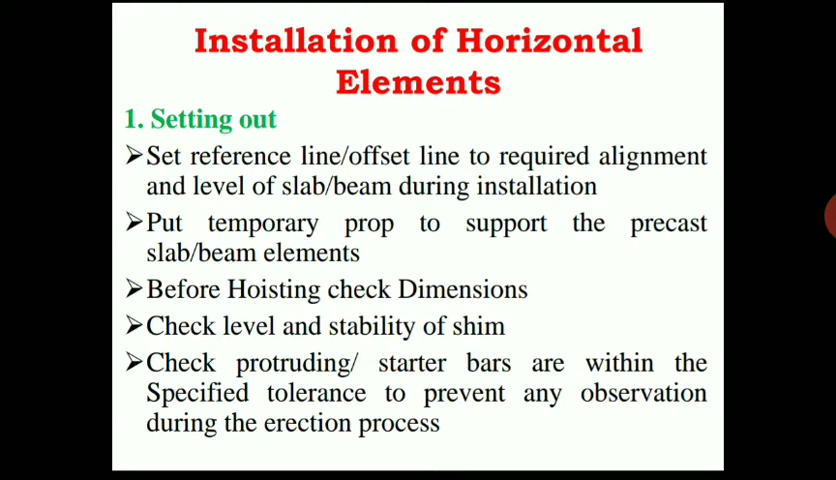 Installation of Horizontal
Elements
1. Setting out
➢Set reference line/offset line to required alignment
and level of slab/beam during installation
➢Put temporary prop to support the precast
slab/beam elements
➢Before Hoisting check Dimensions
➢Check level and stability of shim
➢Check protruding/ starter bars are within the
Specified tolerance to prevent any observation
during the erection process